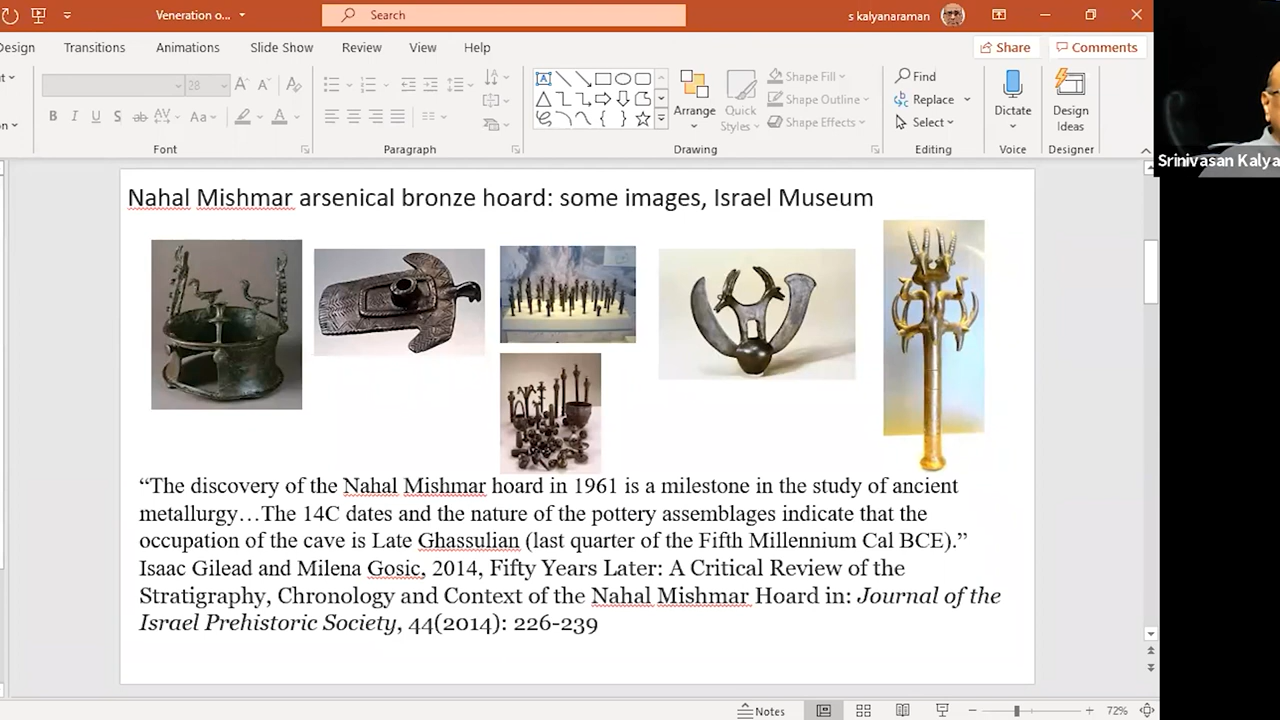 Veneration o...
Search
s kalyanaraman
Design
Transitions
Animations
Slide Show
Review
View
Help
Share
Comments
28
Aa
Font
Paragraph
Arrange
Quick
Styles
Shape Fill
Shape Outline
Shape Effects
Drawing
Find
Replace
Select
Editing
Dictate
Voice
Design
Ideas
Designer
Srinivasan Kalya
Nahal Mishmar arsenical bronze hoard: some images, Israel Museum
“The discovery of the Nahal Mishmar hoard in 1961 is a milestone in the study of ancient
metallurgy…The 14C dates and the nature of the pottery assemblages indicate that the
occupation of the cave is Late Ghassulian (last quarter of the Fifth Millennium Cal BCE).”
Isaac Gilead and Milena Gosic, 2014, Fifty Years Later: A Critical Review of the
Stratigraphy, Chronology and Context of the Nahal Mishmar Hoard in: Journal of the
Israel Prehistoric Society, 44(2014): 226-239
Notes
72%